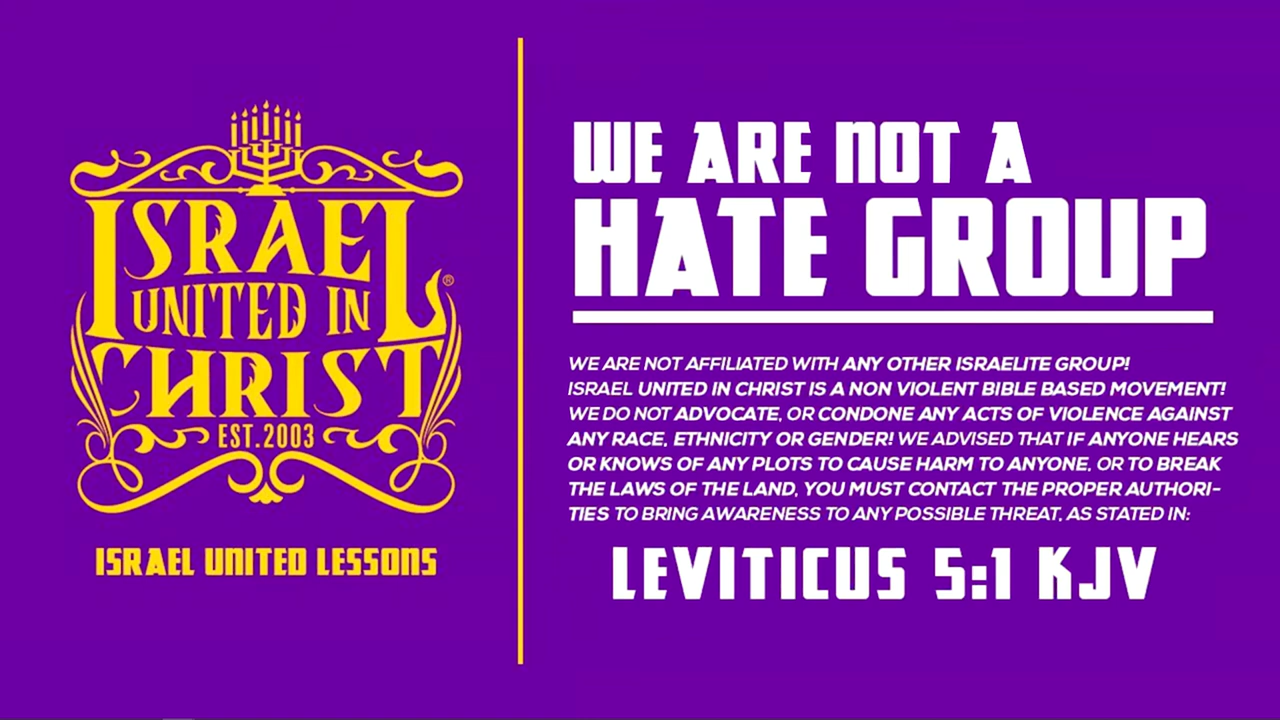 ISRAEL
UNITED IN
CHRIST
®
EST.2003
ISRAEL UNITED LESSONS
WE ARE NOT A
HATE GROUP
WE ARE NOT AFFILIATED WITH ANY OTHER ISRAELITE GROUP!
ISRAEL UNITED IN CHRIST IS A NON VIOLENT BIBLE BASED MOVEMENT!
WE DO NOT ADVOCATE, OR CONDONE ANY ACTS OF VIOLENCE AGAINST
ANY RACE, ETHNICITY OR GENDER! WE ADVISED THAT IF ANYONE HEARS
OR KNOWS OF ANY PLOTS TO CAUSE HARM TO ANYONE, OR TO BREAK
THE LAWS OF THE LAND, YOU MUST CONTACT THE PROPER AUTHORI-
TIES TO BRING AWARENESS TO ANY POSSIBLE THREAT, AS STATED IN:
LEVITICUS 5:1 KJV